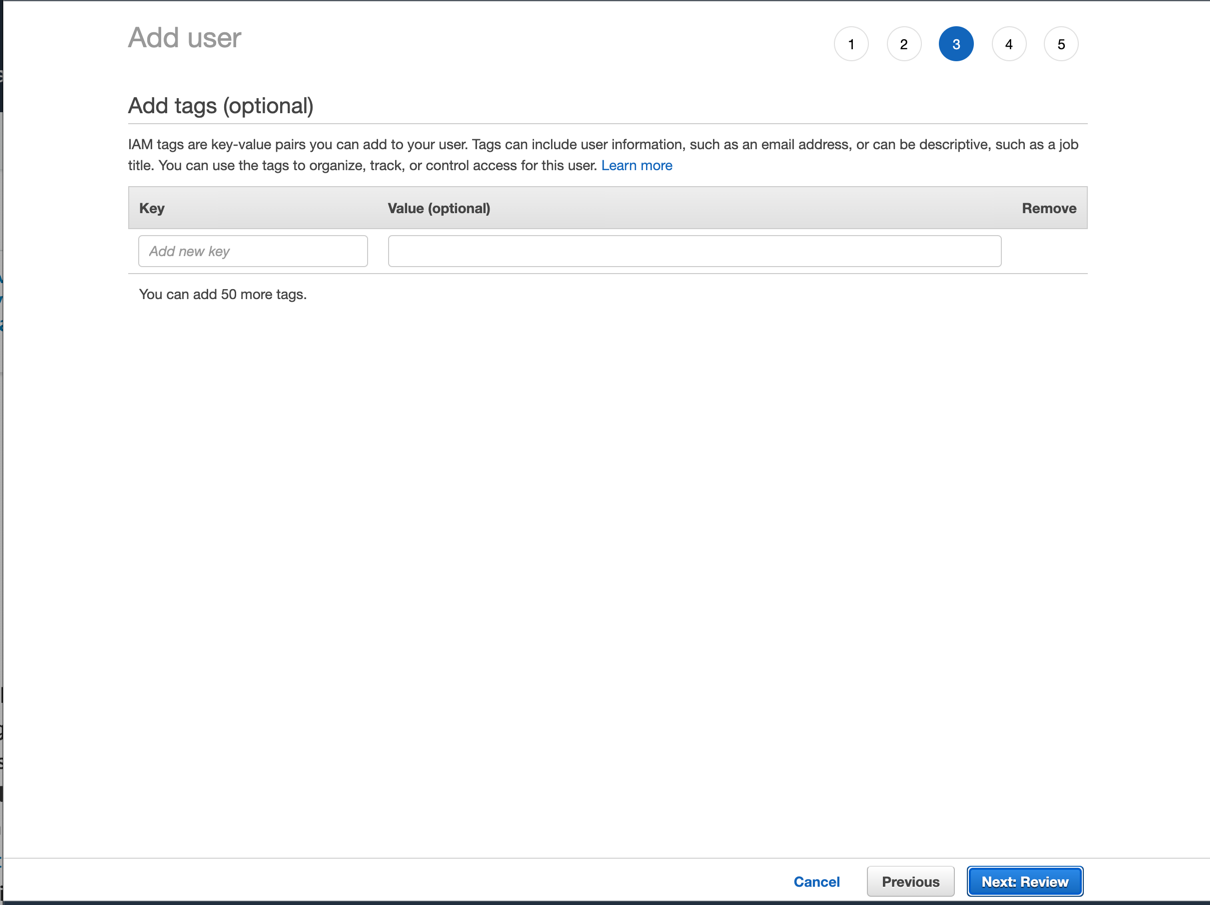 Add user
1 2 3 4 5
Add tags (optional)
IAM tags are key-value pairs you can add to your user. Tags can include user information, such as an email address, or can be descriptive, such as a job
title. You can use the tags to organize, track, or control access for this user. Learn more
Key Value (optional) Remove
Add new key
You can add 50 more tags.
Cancel Previous Next: Review